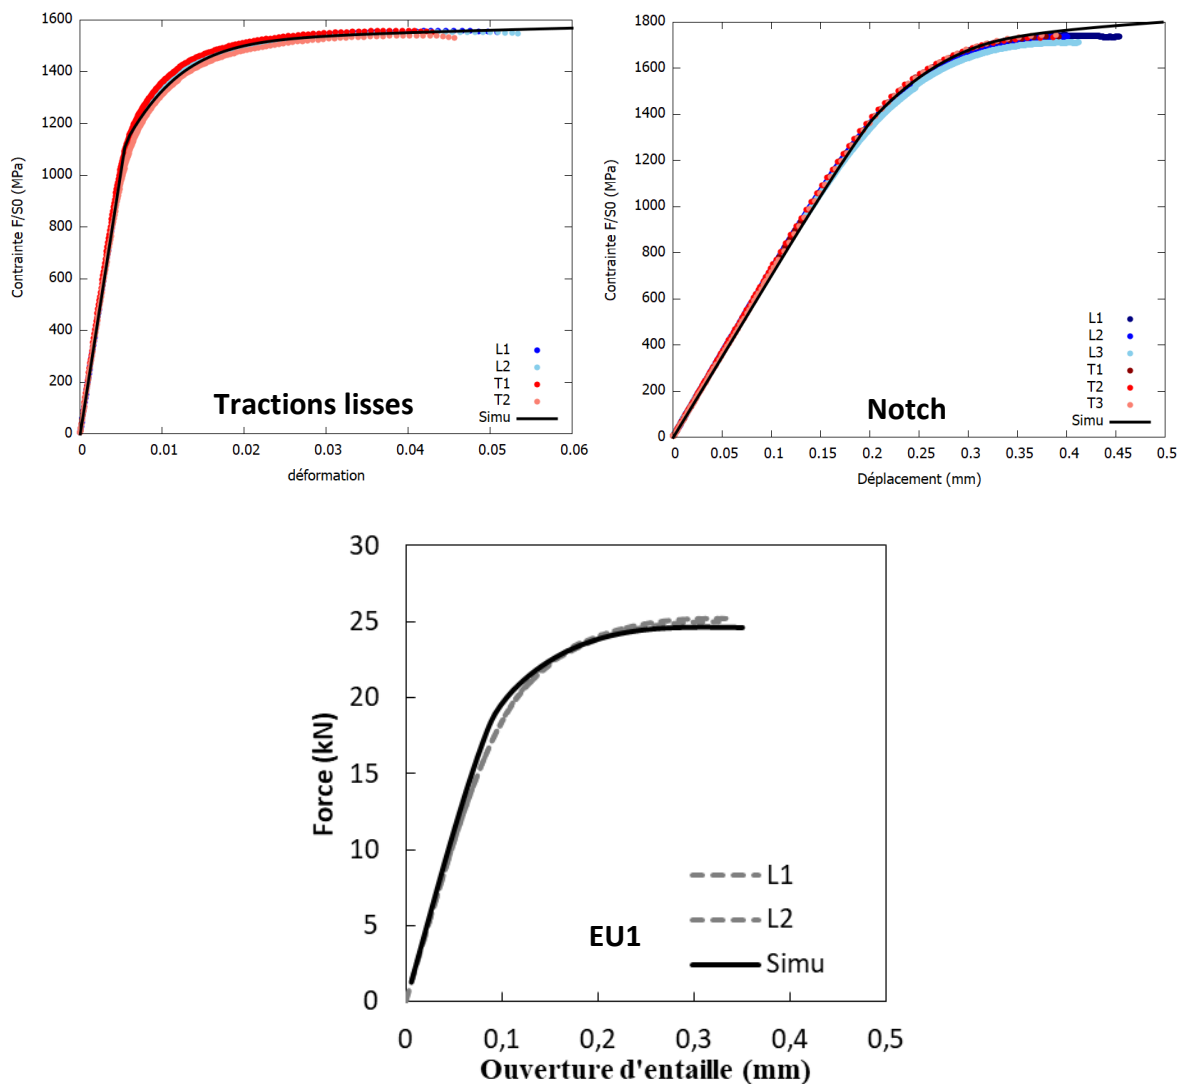 1600
1400
1200
1000
800
600
400
200
0
Contrainte F/S0 (MPa)
L1
L2
T1
T2
Simu
Tractions lisses
0
0.01
0.02
0.03
0.04
0.05
0.06
déformation
1800
1600
1400
1200
1000
800
600
400
200
0
Contrainte F/S0 (MPa)
L1
L2
L3
T1
T2
T3
Simu
Notch
0
0.05
0.1
0.15
0.2
0.25
0.3
0.35
0.4
0.45
0.5
Déplacement (mm)
30
25
20
15
10
5
0
Force (kN)
L1
L2
Simu
EU1
0
0,1
0,2
0,3
0,4
0,5
Ouverture d'entaille (mm)